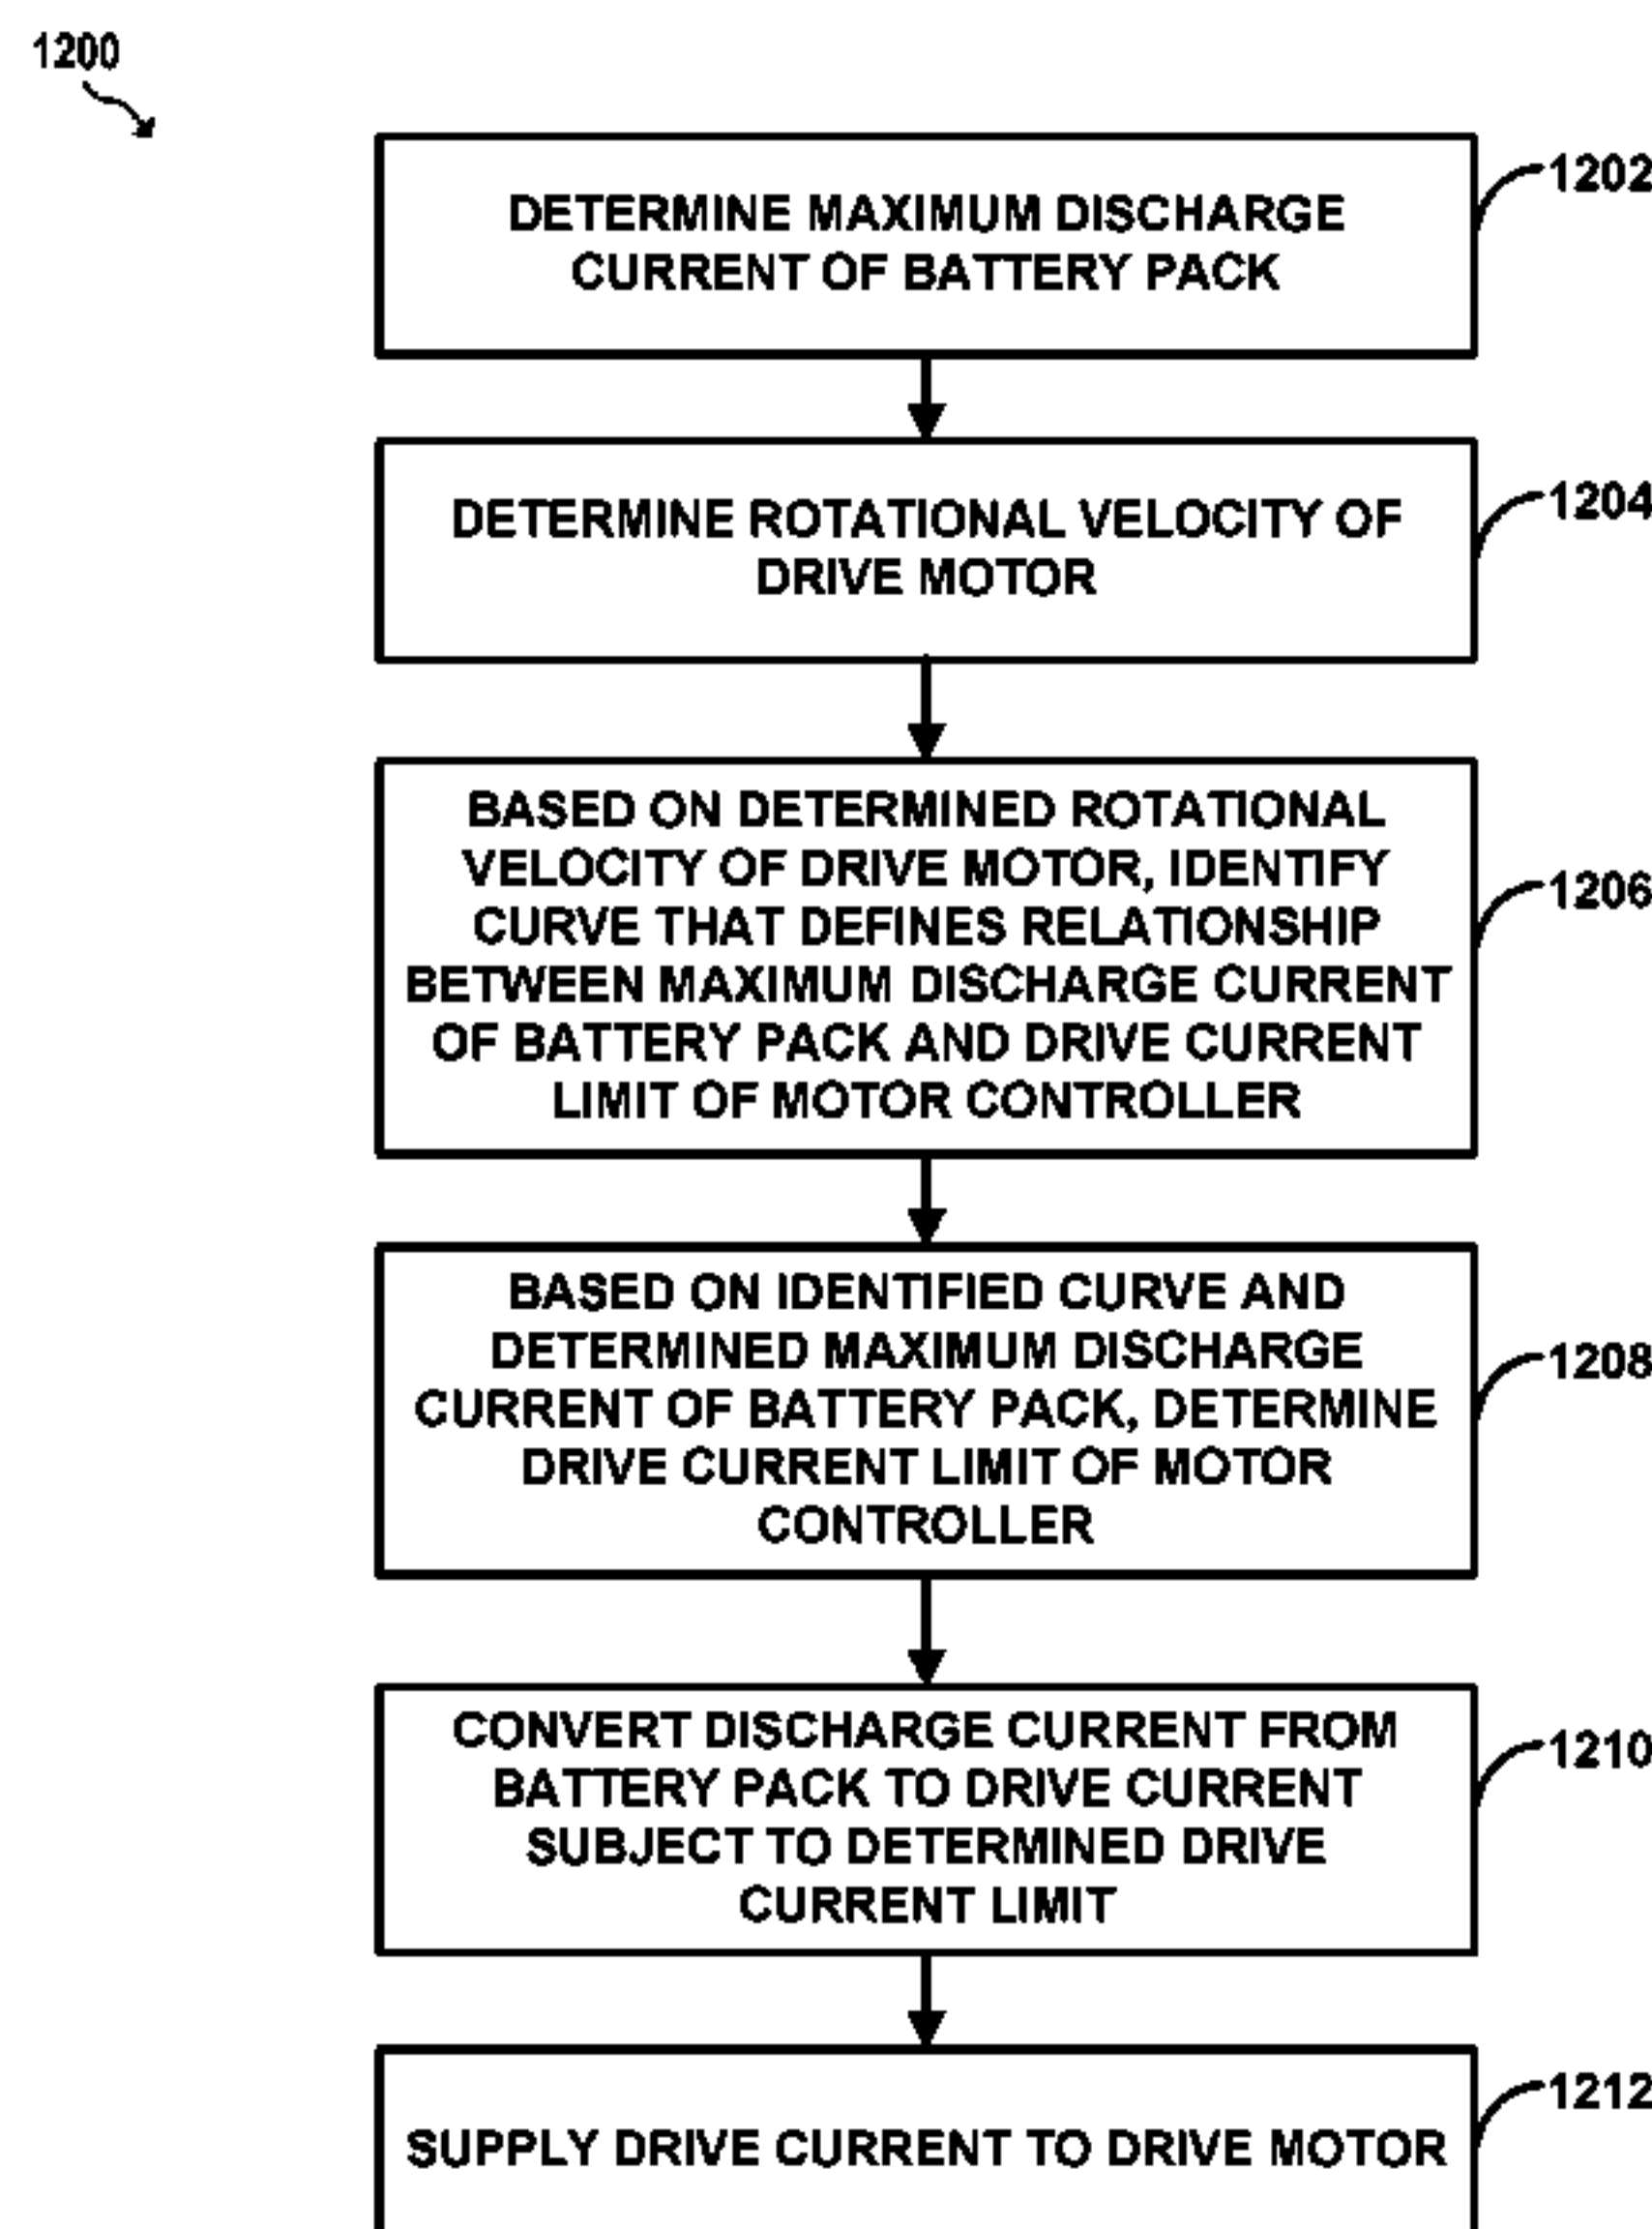 1200
DETERMINE MAXIMUM DISCHARGE
CURRENT OF BATTERY PACK
1202
DETERMINE ROTATIONAL VELOCITY OF
DRIVE MOTOR
1204
BASED ON DETERMINED ROTATIONAL
VELOCITY OF DRIVE MOTOR, IDENTIFY
CURVE THAT DEFINES RELATIONSHIP
BETWEEN MAXIMUM DISCHARGE CURRENT
OF BATTERY PACK AND DRIVE CURRENT
LIMIT OF MOTOR CONTROLLER
1206
BASED ON IDENTIFIED CURVE AND
DETERMINED MAXIMUM DISCHARGE
CURRENT OF BATTERY PACK, DETERMINE
DRIVE CURRENT LIMIT OF MOTOR
CONTROLLER
1208
CONVERT DISCHARGE CURRENT FROM
BATTERY PACK TO DRIVE CURRENT
SUBJECT TO DETERMINED DRIVE
CURRENT LIMIT
1210
SUPPLY DRIVE CURRENT TO DRIVE MOTOR
1212